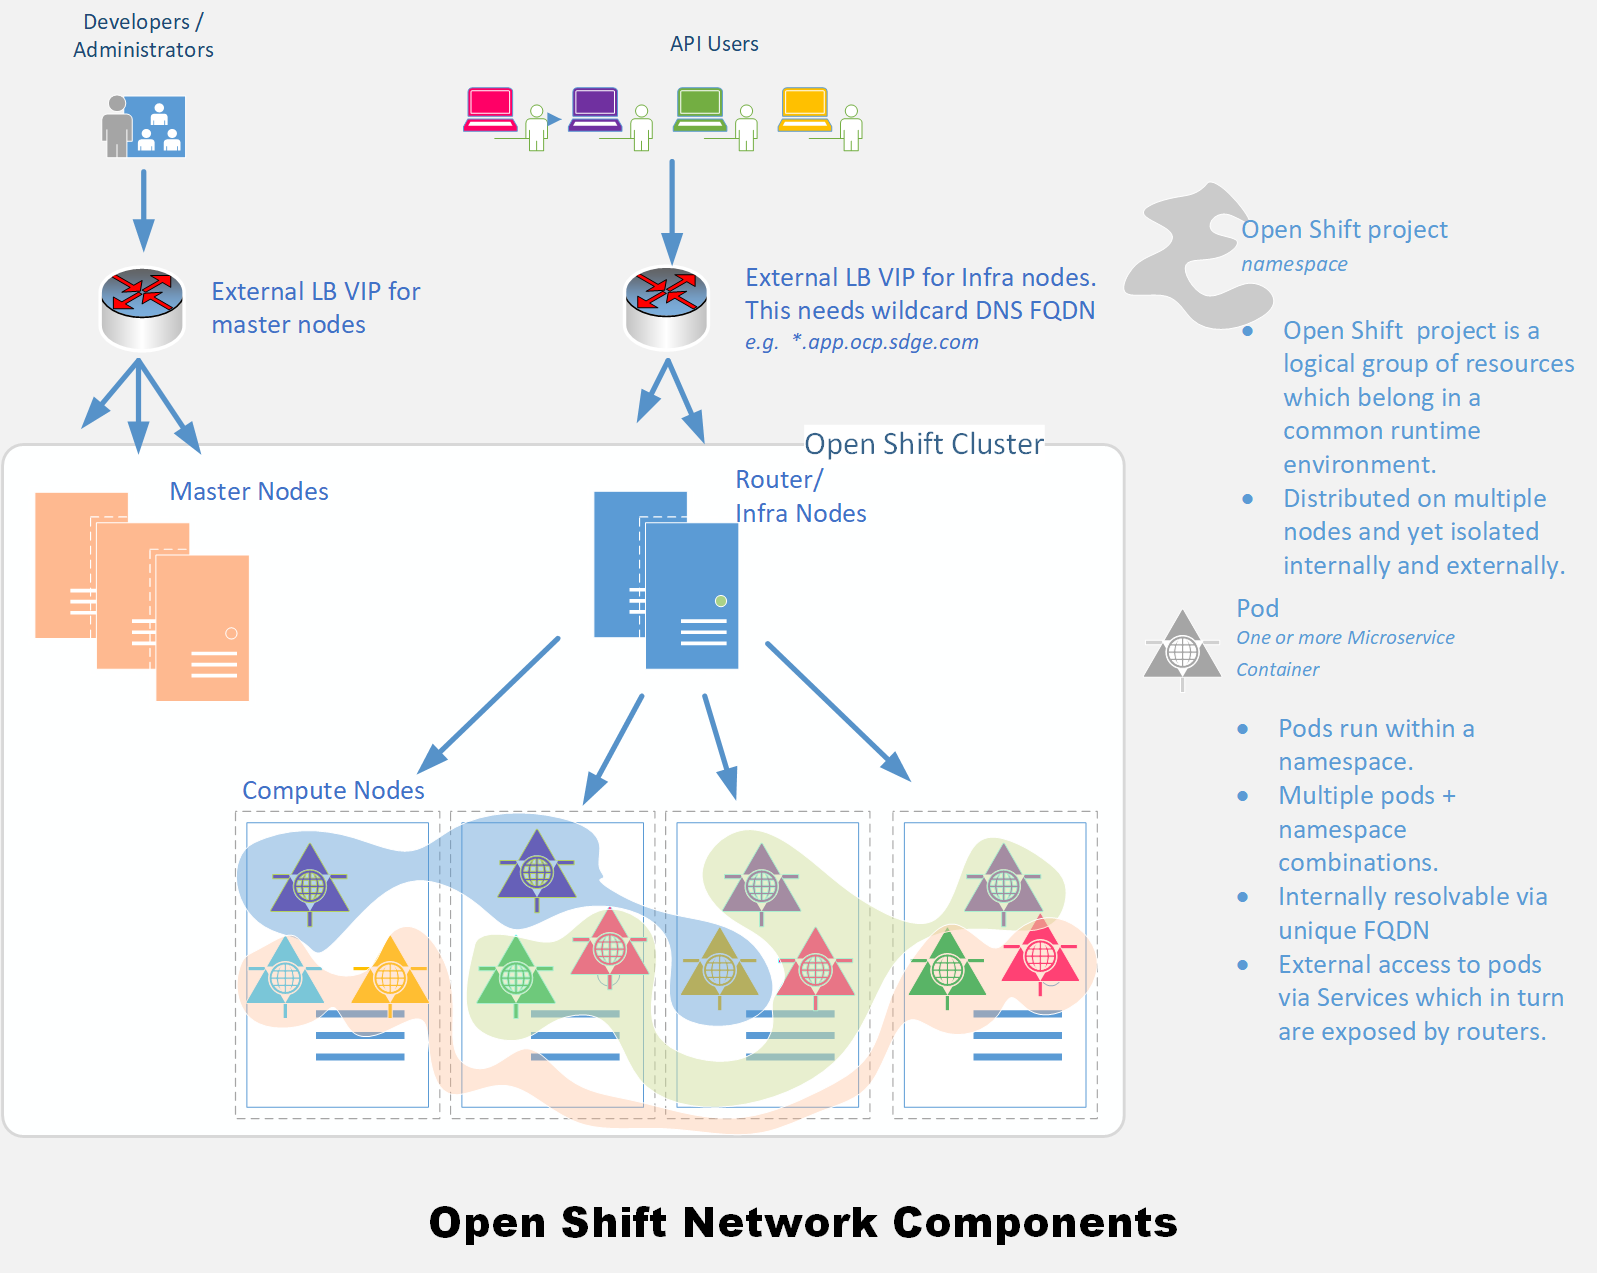 Developers /
Administrators
API Users
External LB VIP for
master nodes
External LB VIP for Infra nodes.
This needs wildcard DNS FQDN
e.g.  *.app.ocp.sdge.com
Open Shift Cluster
Master Nodes
Router/
Infra Nodes
Compute Nodes
Open Shift project
namespace
• Open Shift  project is a
logical group of resources
which belong in a
common runtime
environment.
• Distributed on multiple
nodes and yet isolated
internally and externally.
Pod
One or more Microservice
Container
• Pods run within a
namespace.
• Multiple pods +
namespace
combinations.
• Internally resolvable via
unique FQDN
• External access to pods
via Services which in turn
are exposed by routers.
Open Shift Network Components